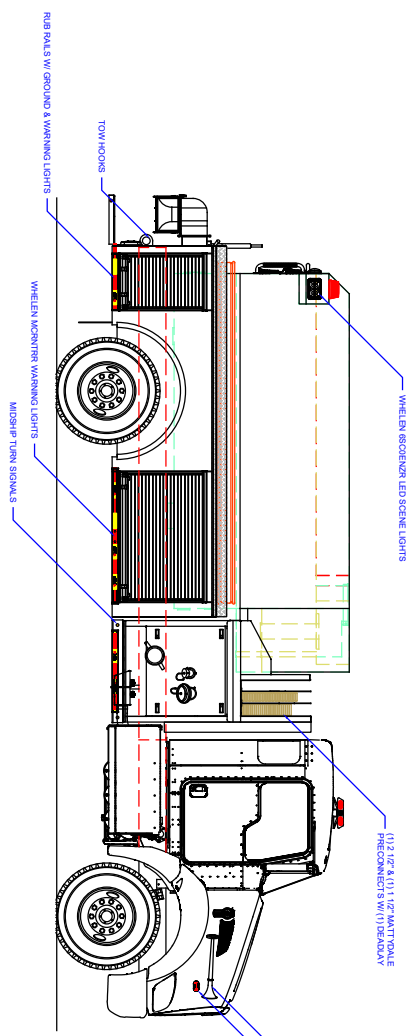 WHELEN 6SC0ENZR LED SCENE LIGHTS
(1) 2 1/2" & (1) 1 1/2" MATTYDALE
PRECONNECTS W/ (1) DEADLAY
TOW HOOKS
RUB RAILS W/ GROUND & WARNING LIGHTS
WHELEN MCRNTRR WARNING LIGHTS
MIDSHIP TURN SIGNALS